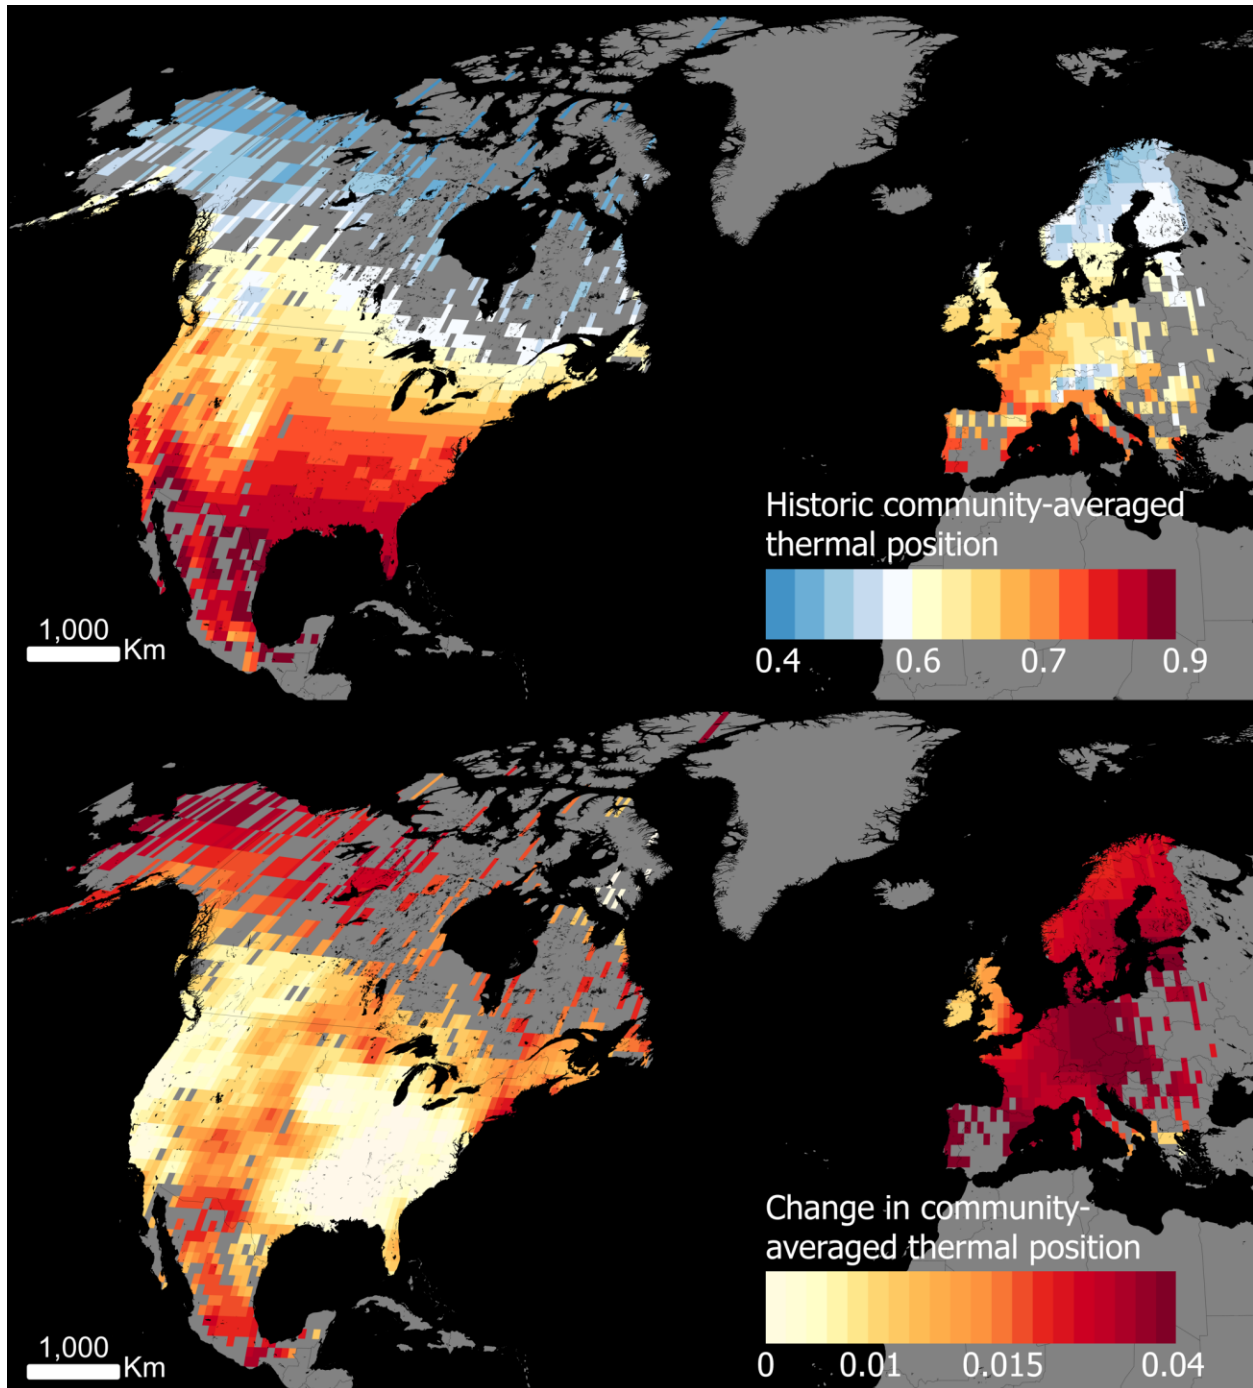 Historic community-averaged
thermal position
0.4 0.6 0.7 0.9
1,000
Km
Change in community-
averaged thermal position
0 0.01 0.015 0.04
1,000
Km